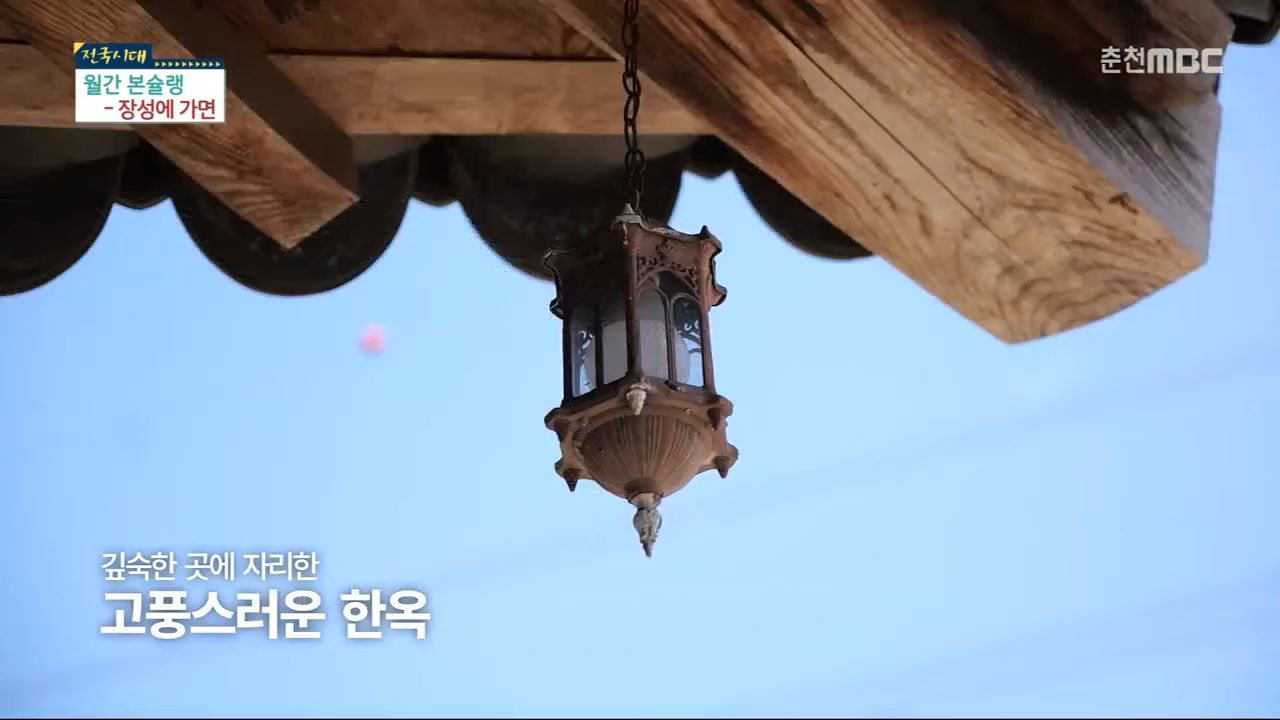 전국시대
월간 본슐랭
- 장성에 가면
춘천MBC
깊숙한 곳에 자리한
고풍스러운 한옥